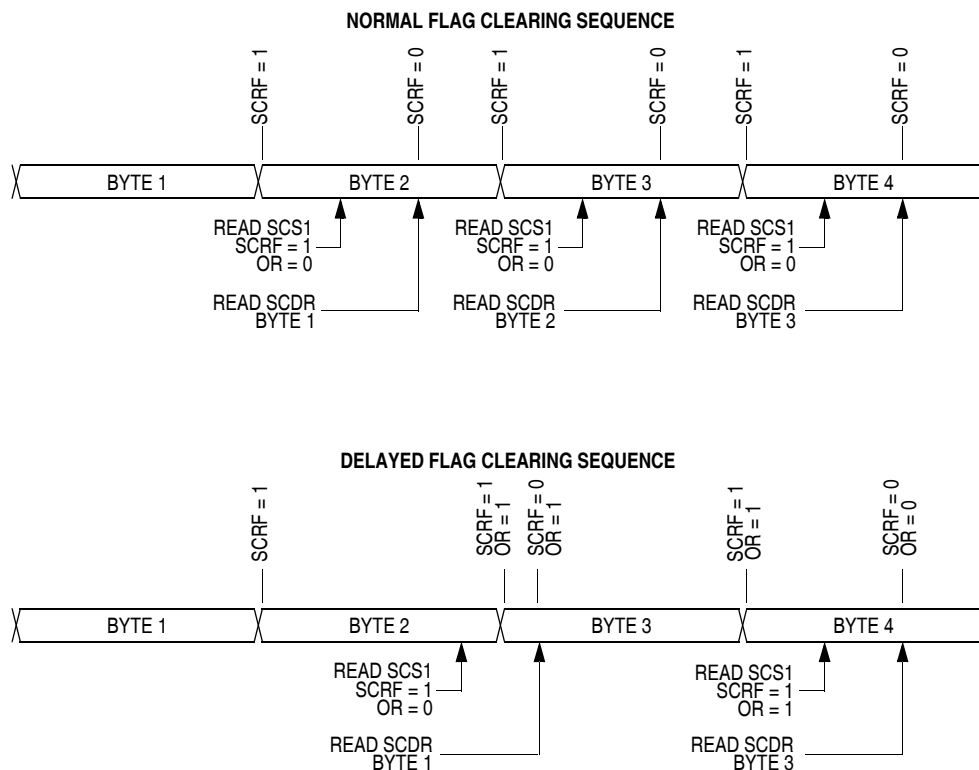 NORMAL FLAG CLEARING SEQUENCE
SCRF = 1
SCRF = 0
SCRF = 1
SCRF = 0
SCRF = 1
SCRF = 0
BYTE 1
BYTE 2
BYTE 3
BYTE 4
READ SCS1
SCRF = 1
OR = 0
READ SCS1
SCRF = 1
OR = 0
READ SCS1
SCRF = 1
OR = 0
READ SCDR
BYTE 1
READ SCDR
BYTE 2
READ SCDR
BYTE 3
DELAYED FLAG CLEARING SEQUENCE
SCRF = 1
SCRF = 1
OR = 1
SCRF = 0
OR = 1
SCRF = 1
OR = 1
SCRF = 0
OR = 0
BYTE 1
BYTE 2
BYTE 3
BYTE 4
READ SCS1
SCRF = 1
OR = 0
READ SCS1
SCRF = 1
OR = 1
READ SCDR
BYTE 1
READ SCDR
BYTE 3